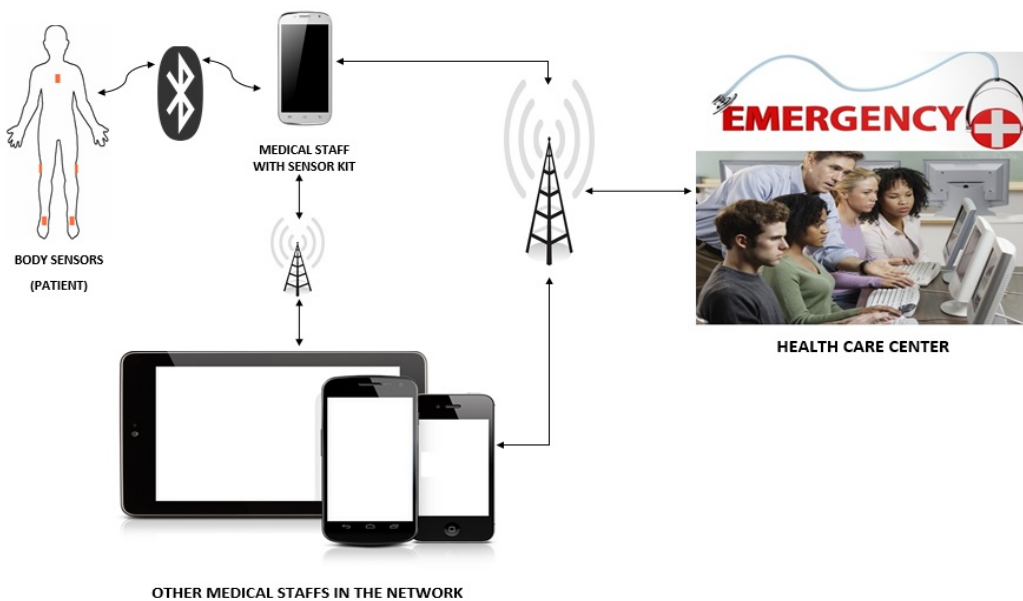 MEDICAL STAFF
WITH SENSOR KIT
BODY SENSORS
(PATIENT)
EMERGENCY
HEALTH CARE CENTER
OTHER MEDICAL STAFFS IN THE NETWORK